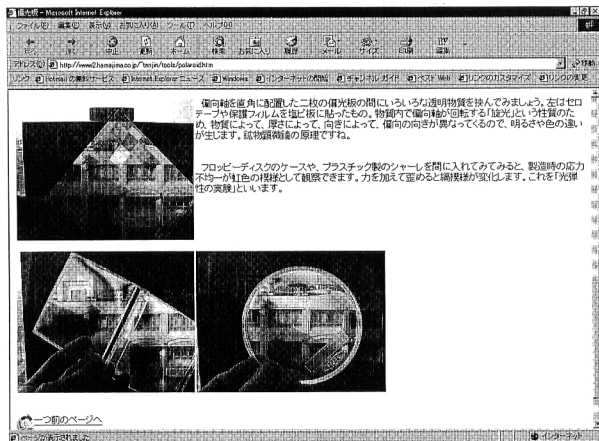 偏光板 - Microsoft Internet Explorer
ファイル(F) 編集(E) 表示(V) お気に入り(A) ツール(T) ヘルプ(H)
戻る 進む 中止 更新 ホーム 検索 お気に入り 履歴 メール サイズ 印刷 編集
アドレス(D) http://www2.hamajima.co.jp/~tenjin/tools/polaroid.htm 移動
リンク Hotmail の無料サービス Internet Explorer ニュース Windows インターネットの開始 チャンネル ガイド ベスト Web リンクのカスタマイズ リンクの変更
偏向軸を直角に配置した二枚の偏光板の間にいろいろな透明物質を挟んでみましょう。左はセロ
テープや保護フィルムを塩ビ板に貼ったもの。物質内で偏向軸が回転する「旋光」という性質のた
め、物質によって、厚さによって、向きによって、偏向の向きが異なってくるので、明るさや色の違い
が生じます。鉱物顕微鏡の原理ですね。
フロッピーディスクのケースや、プラスチック製のシャーレを間に入れてみてみると、製造時の応力
不均一が虹色の模様として観察できます。力を加えて歪めると縞模様が変化します。これを「光弾
性の実験」といいます。
一つ前のページへ
ページが表示されました
インターネット